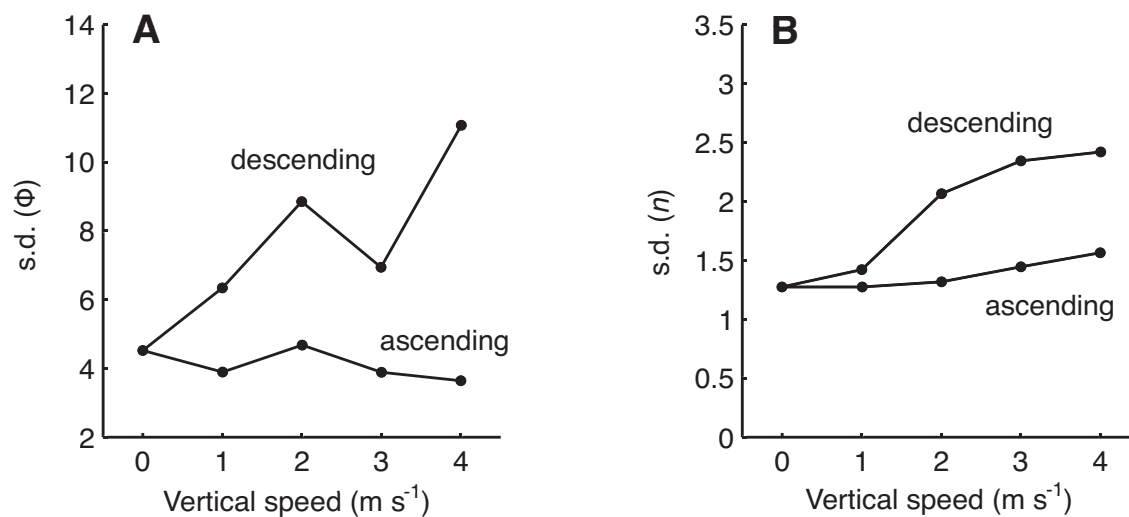 A
14
12
10
8
6
4
2
s.d. (Φ)
descending
ascending
0 1 2 3 4
Vertical speed (m s⁻¹)
B
3.5
3
2.5
2
1.5
1
0.5
0
s.d. (n)
descending
ascending
0 1 2 3 4
Vertical speed (m s⁻¹)